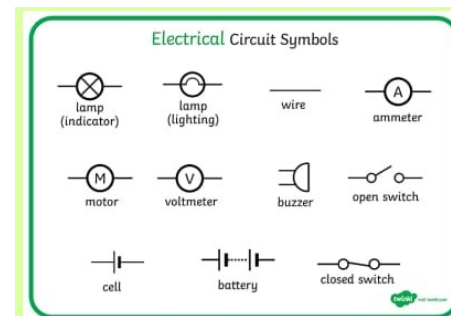 Electrical Circuit Symbols
lamp
(indicator)
lamp
(lighting)
wire
A
ammeter
M
motor
V
voltmeter
buzzer
open switch
cell
battery
closed switch
twinkl